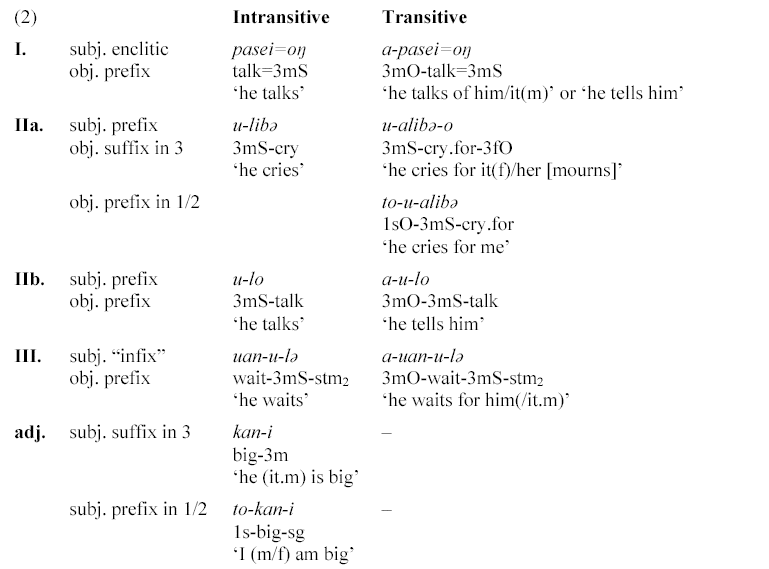 (2) Intransitive Transitive
I. subj. enclitic pasei=oŋ a-pasei=oŋ
obj. prefix talk=3mS 3mO-talk=3mS
‘he talks’ ‘he talks of him/it(m)’ or ‘he tells him’
IIa. subj. prefix u-libə u-alibə-o
obj. suffix in 3 3mS-cry 3mS-cry.for-3fO
‘he cries’ ‘he cries for it(f)/her [mourns]’
obj. prefix in 1/2 to-u-alibə
1sO-3mS-cry.for
‘he cries for me’
IIb. subj. prefix u-lo a-u-lo
obj. prefix 3mS-talk 3mO-3mS-talk
‘he talks’ ‘he tells him’
III. subj. “infix” uan-u-lə a-uan-u-lə
obj. prefix wait-3mS-stm₂ 3mO-wait-3mS-stm₂
‘he waits’ ‘he waits for him(/it.m)’
adj. subj. suffix in 3 kan-i –
big-3m
‘he (it.m) is big’
subj. prefix in 1/2 to-kan-i –
1s-big-sg
‘I (m/f) am big’